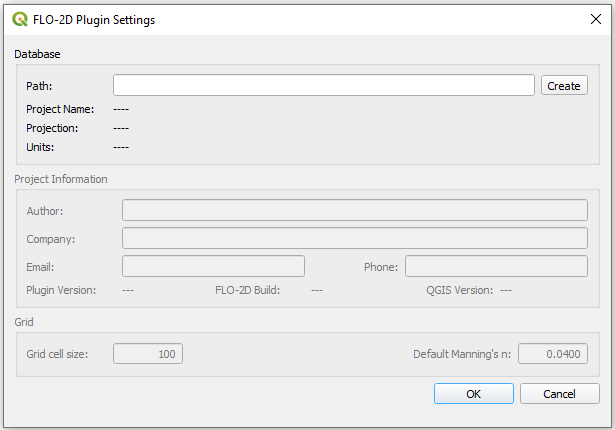 FLO-2D Plugin Settings
Database
Path: Create
Project Name: ----
Projection: ----
Units: ----
Project Information
Author:
Company:
Email: Phone:
Plugin Version: --- FLO-2D Build: --- QGIS Version: ---
Grid
Grid cell size: 100 Default Manning's n: 0.0400
OK Cancel